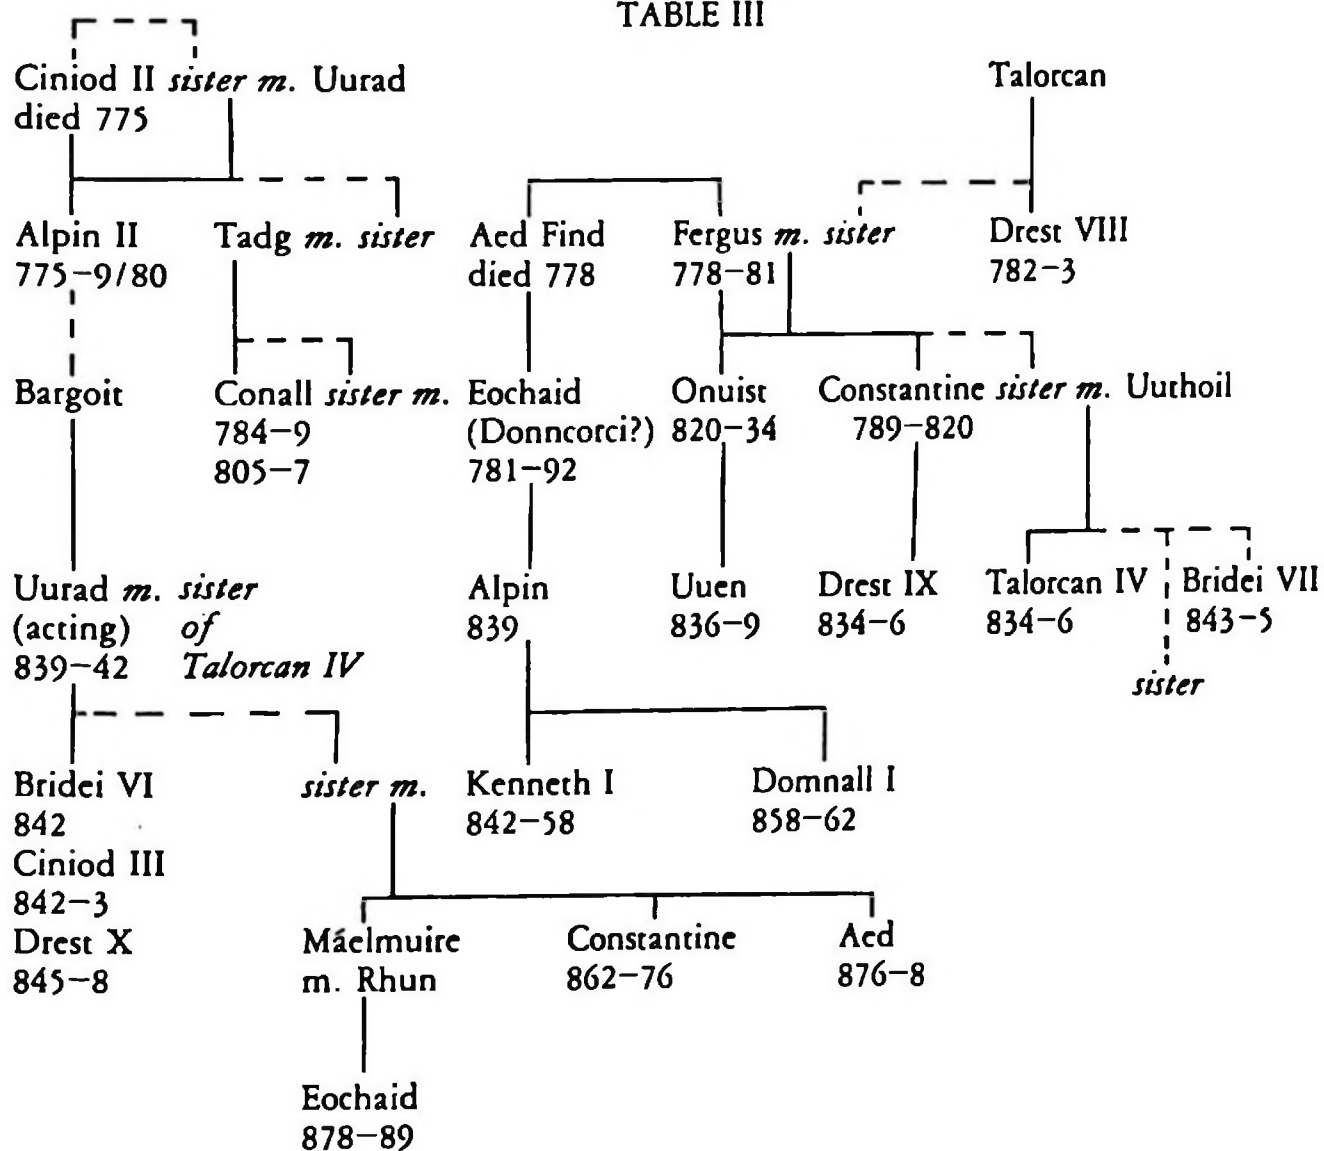 TABLE III
Ciniod II sister m. Uurad
Talorcan
died 775
Alpin II
Tadg m. sister
Aed Find
Fergus m. sister
Drest VIII
775–9/80
died 778
778–81
782–3
Bargoit
Conall sister m. Eochaid
Onuist
Constantine sister m. Uuthoil
784–9
(Donncorci?)
820–34
789–820
805–7
781–92
Uurad m. sister
Alpin
Uuen
Drest IX
Talorcan IV
Bridei VII
(acting)
of
839
836–9
834–6
834–6
843–5
839–42
Talorcan IV
sister
Bridei VI
sister m.
Kenneth I
Domnall I
842
842–58
858–62
Ciniod III
842–3
Drest X
Máelmuire
Constantine
Aed
845–8
m. Rhun
862–76
876–8
Eochaid
878–89